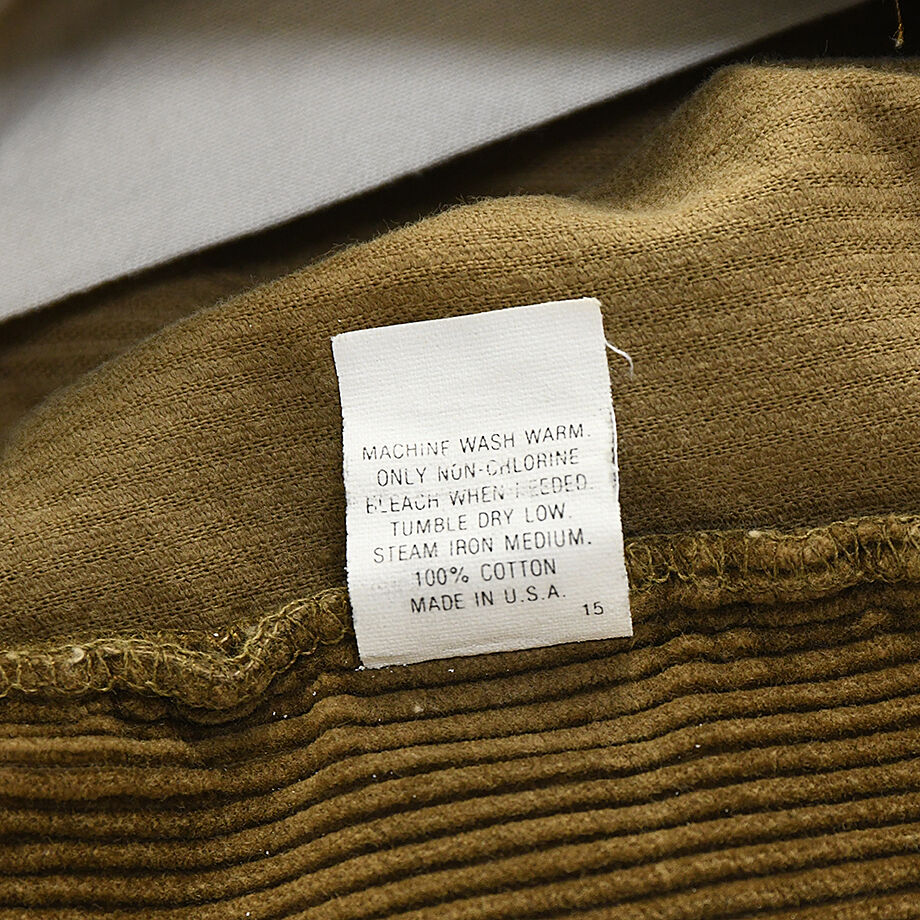 MACHINE WASH WARM.
ONLY NON-CHLORINE
BLEACH WHEN NEEDED.
TUMBLE DRY LOW.
STEAM IRON MEDIUM.
100% COTTON
MADE IN U.S.A.
15